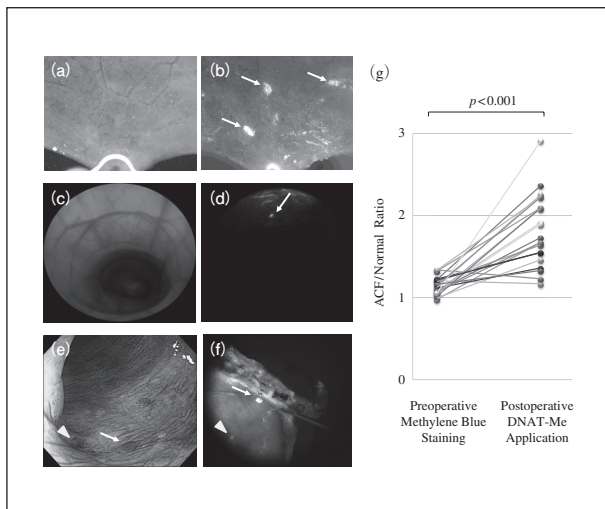 (a)
(b)
(c)
(d)
(e)
(f)
(g)
p<0.001
ACF/Normal Ratio
3
2
1
0
Preoperative
Methylene Blue
Staining
Postoperative
DNAT-Me
Application